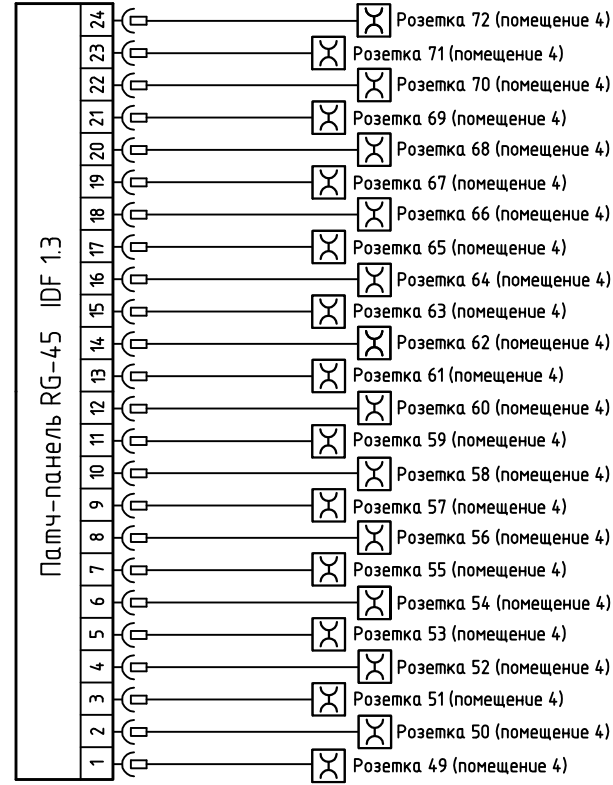 Патч-панель RG-45 IDF 1.3
24 Розетка 72 (помещение 4)
23 Розетка 71 (помещение 4)
22 Розетка 70 (помещение 4)
21 Розетка 69 (помещение 4)
20 Розетка 68 (помещение 4)
19 Розетка 67 (помещение 4)
18 Розетка 66 (помещение 4)
17 Розетка 65 (помещение 4)
16 Розетка 64 (помещение 4)
15 Розетка 63 (помещение 4)
14 Розетка 62 (помещение 4)
13 Розетка 61 (помещение 4)
12 Розетка 60 (помещение 4)
11 Розетка 59 (помещение 4)
10 Розетка 58 (помещение 4)
9 Розетка 57 (помещение 4)
8 Розетка 56 (помещение 4)
7 Розетка 55 (помещение 4)
6 Розетка 54 (помещение 4)
5 Розетка 53 (помещение 4)
4 Розетка 52 (помещение 4)
3 Розетка 51 (помещение 4)
2 Розетка 50 (помещение 4)
1 Розетка 49 (помещение 4)